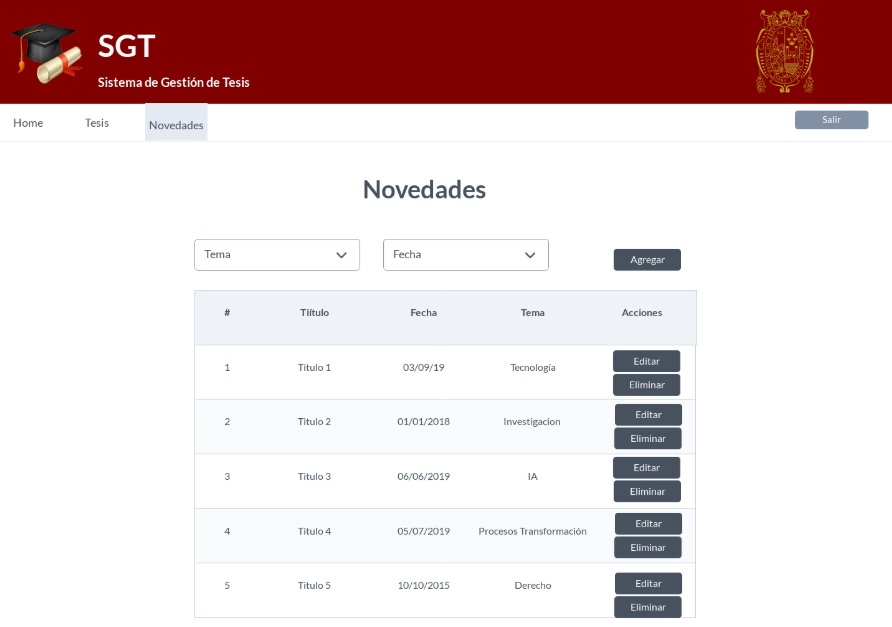 SGT
Sistema de Gestión de Tesis
Home Tesis Novedades Salir
Novedades
Tema Fecha Agregar
# Tiítulo Fecha Tema Acciones
1 Titulo 1 03/09/19 Tecnología Editar
Eliminar
2 Titulo 2 01/01/2018 Investigacion Editar
Eliminar
3 Titulo 3 06/06/2019 IA Editar
Eliminar
4 Titulo 4 05/07/2019 Procesos Transformación Editar
Eliminar
5 Titulo 5 10/10/2015 Derecho Editar
Eliminar